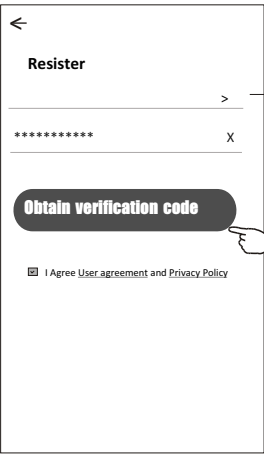 Resister
>
*********** X
Obtain verification code
I Agree User agreement and Privacy Policy